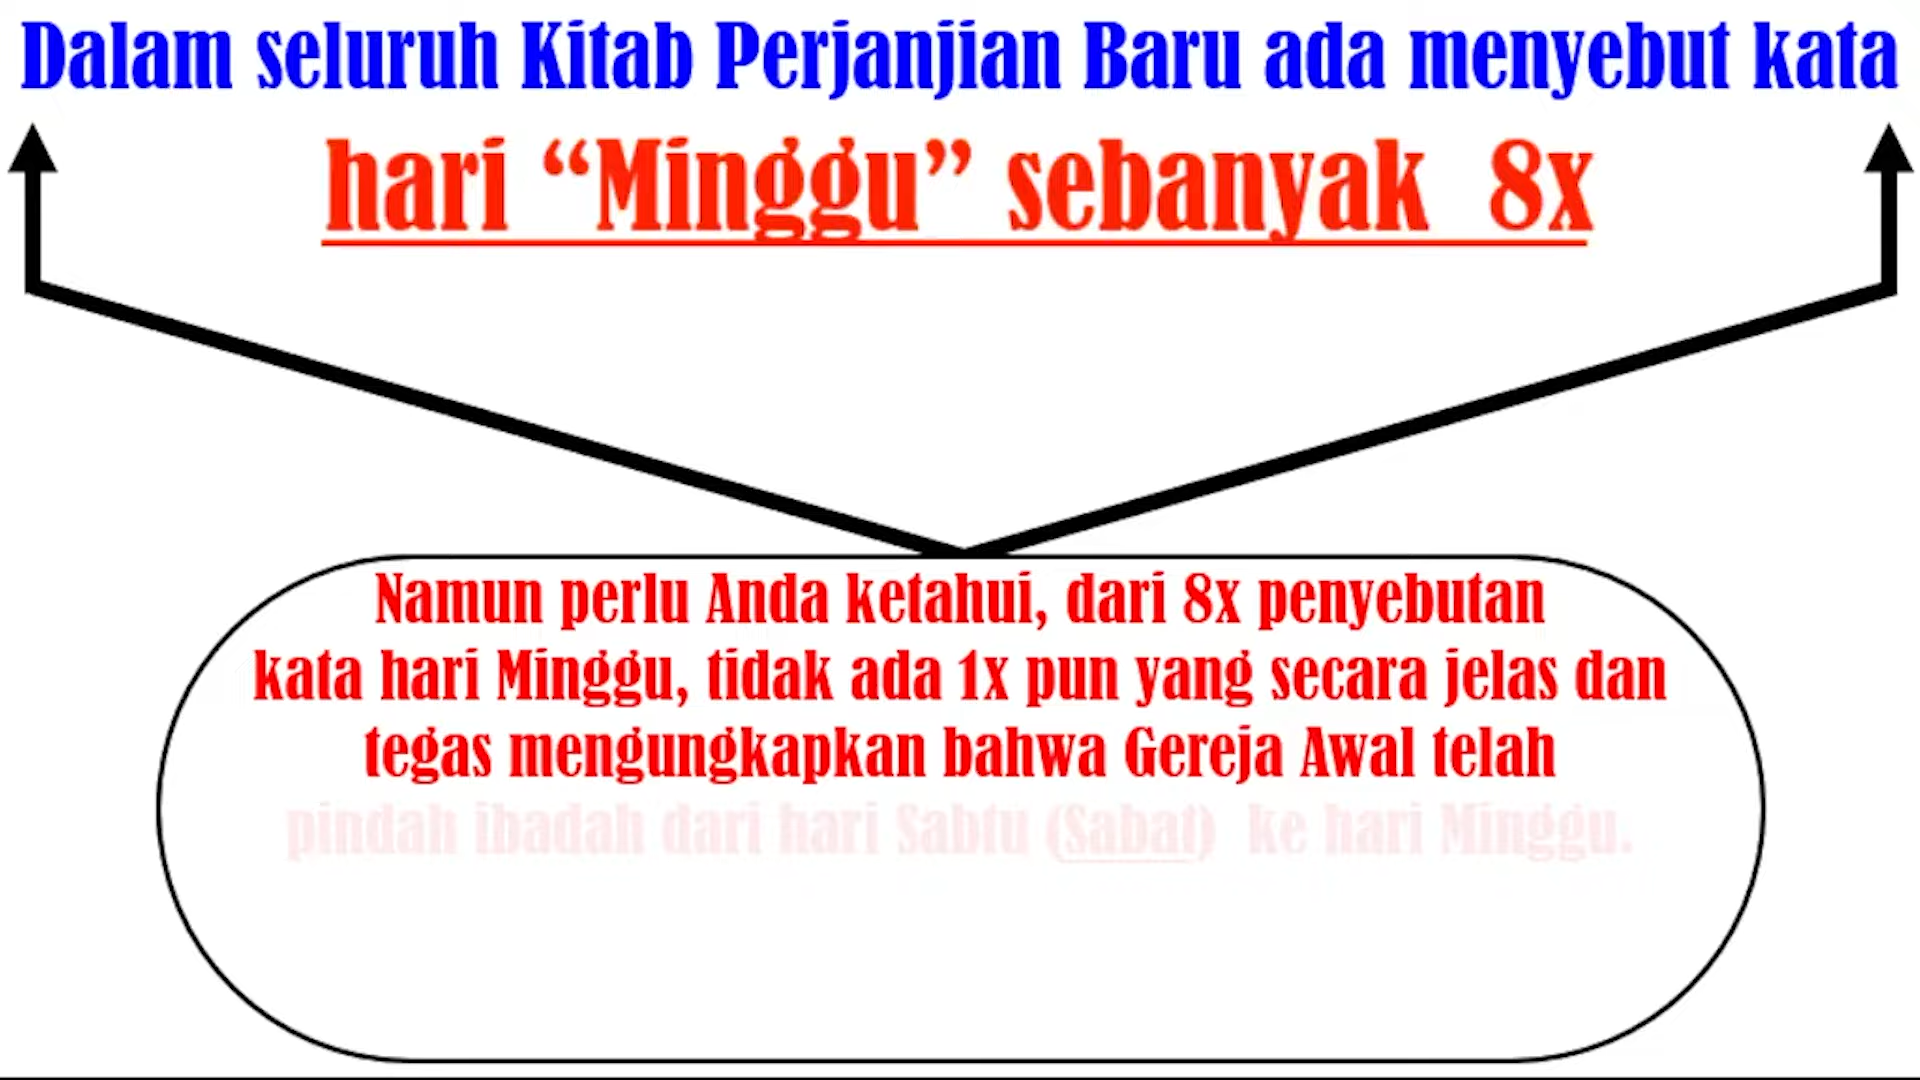 Dalam seluruh Kitab Perjanjian Baru ada menyebut kata
hari “Minggu” sebanyak 8x
Namun perlu Anda ketahui, dari 8x penyebutan
kata hari Minggu, tidak ada 1x pun yang secara jelas dan
tegas mengungkapkan bahwa Gereja Awal telah
pindah ibadah dari hari Sabtu (Sabat) ke hari Minggu.